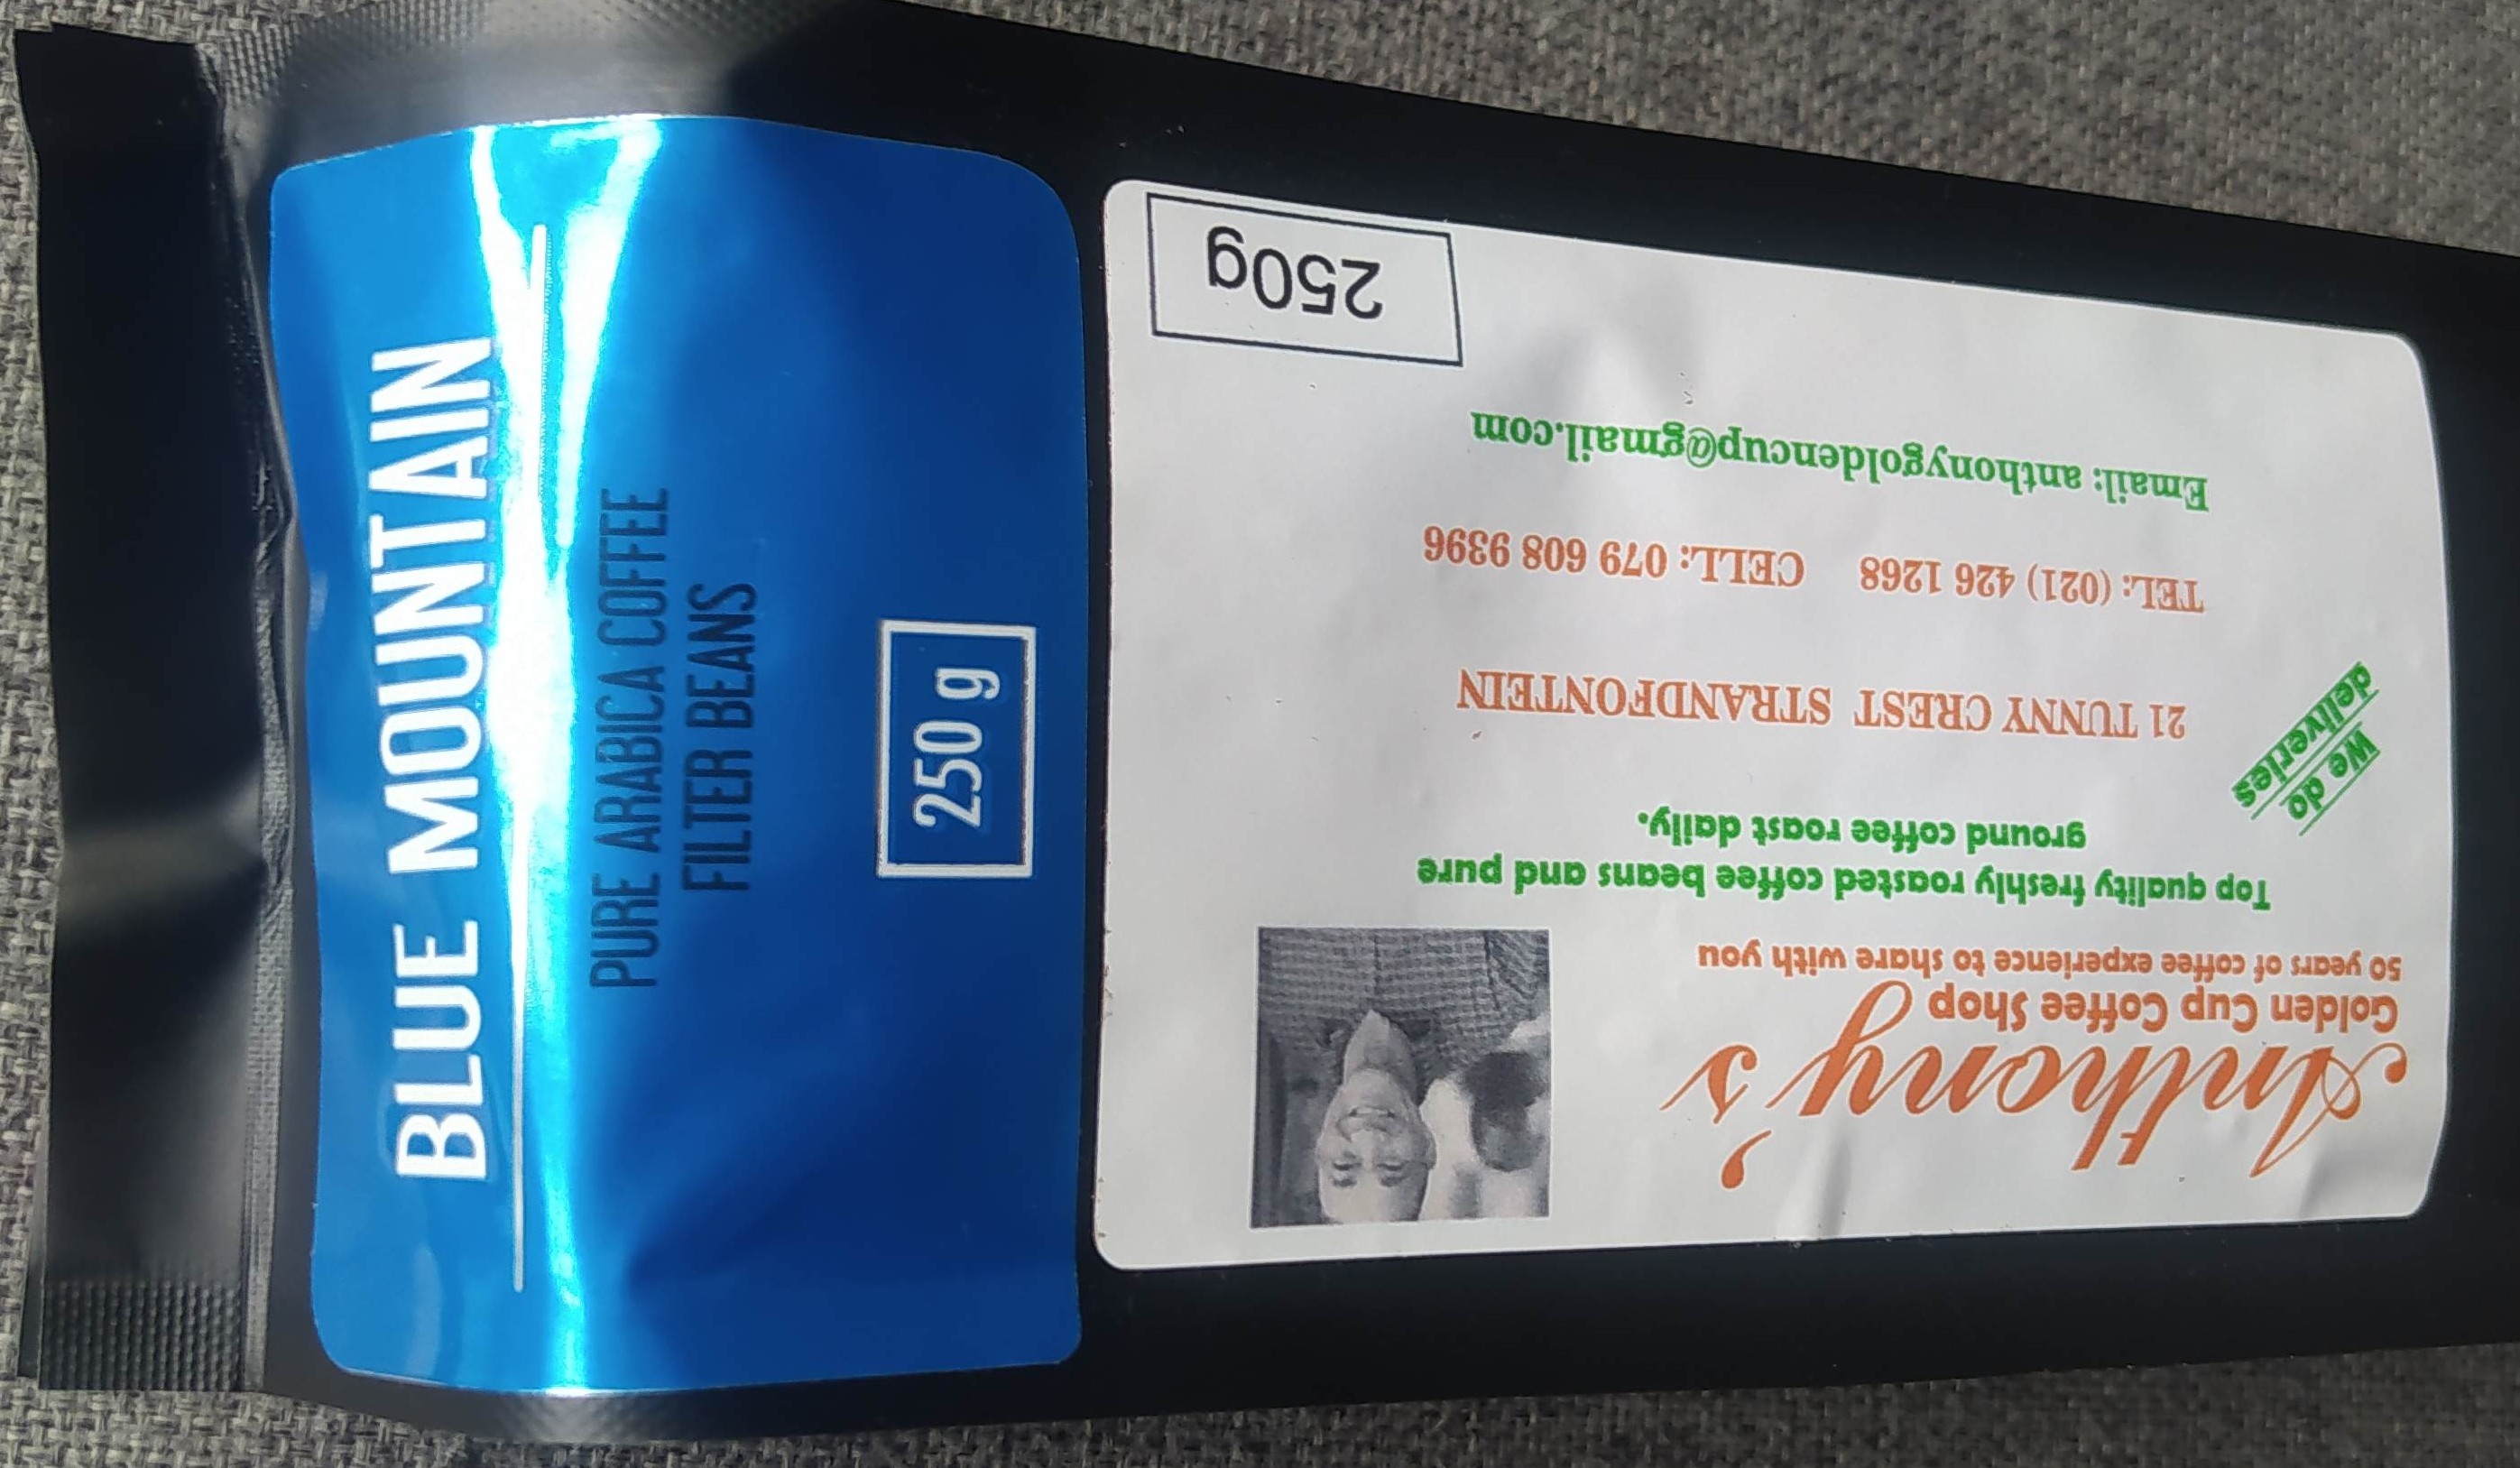 Anthony's
Golden Cup Coffee Shop
50 years of coffee experience to share with you
Top quality freshly roasted coffee beans and pure
ground coffee roast daily.
We do
deliveries
21 TUNNY CREST STRANDFONTEIN
TEL: (021) 426 1268 CELL: 079 608 9396
Email: anthonygoldencup@gmail.com
250g
BLUE MOUNTAIN
PURE ARABICA COFFEE
FILTER BEANS
250 g